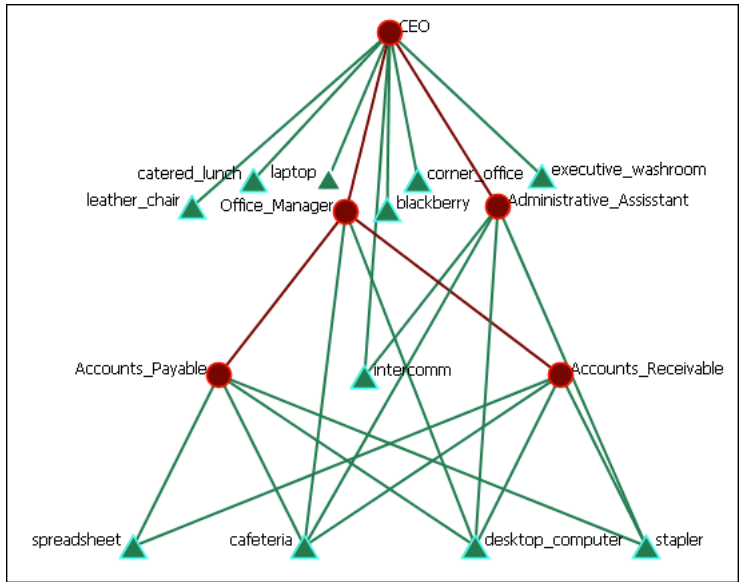 CEO
catered_lunch
laptop
corner_office
executive_washroom
leather_chair
Office_Manager
blackberry
Administrative_Assisstant
Accounts_Payable
intercomm
Accounts_Receivable
spreadsheet
cafeteria
desktop_computer
stapler